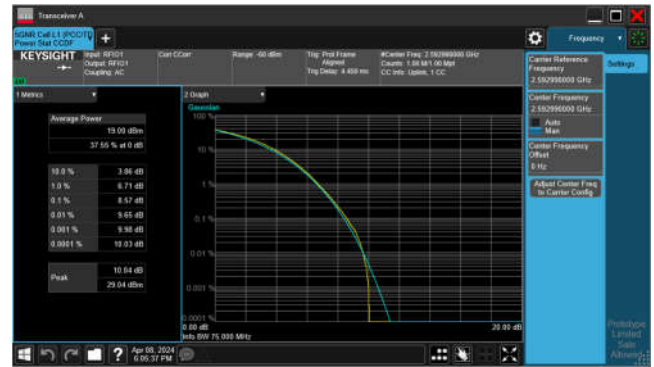 Transceiver A
5GNR Cell L1 (PCC/TD
Power Stat CCDF
Frequency
KEYSIGHT
Input: RFIO1
Output: RFIO1
Coupling: AC
Corr CCorr
Range: -60 dBm
Trig: Prot Frame
Aligned
Trig Delay: 4.450 ms
#Center Freq: 2.592990000 GHz
Counts: 1.00 M/1.00 Mpt
CC Info: Uplink, 1 CC
Carrier Reference
Frequency
2.592990000 GHz
Settings
1 Metrics
2 Graph
Gaussian
Center Frequency
2.592990000 GHz
Auto
Man
Center Frequency
Offset
0 Hz
Adjust Center Freq
to Carrier Config
Average Power
19.00 dBm
37.55 % at 0 dB
10.0 % 3.06 dB
1.0 % 6.71 dB
0.1 % 8.57 dB
0.01 % 9.65 dB
0.001 % 9.98 dB
0.0001 % 10.03 dB
Peak
10.04 dB
29.04 dBm
100 %
10 %
1 %
0.1 %
0.01 %
0.001 %
0.0001 %
0.00 dB
20.00 dB
Info BW 75.000 MHz
Prototype
Limited
Sale
Allowed
?
Apr 08, 2024
6:05:37 PM